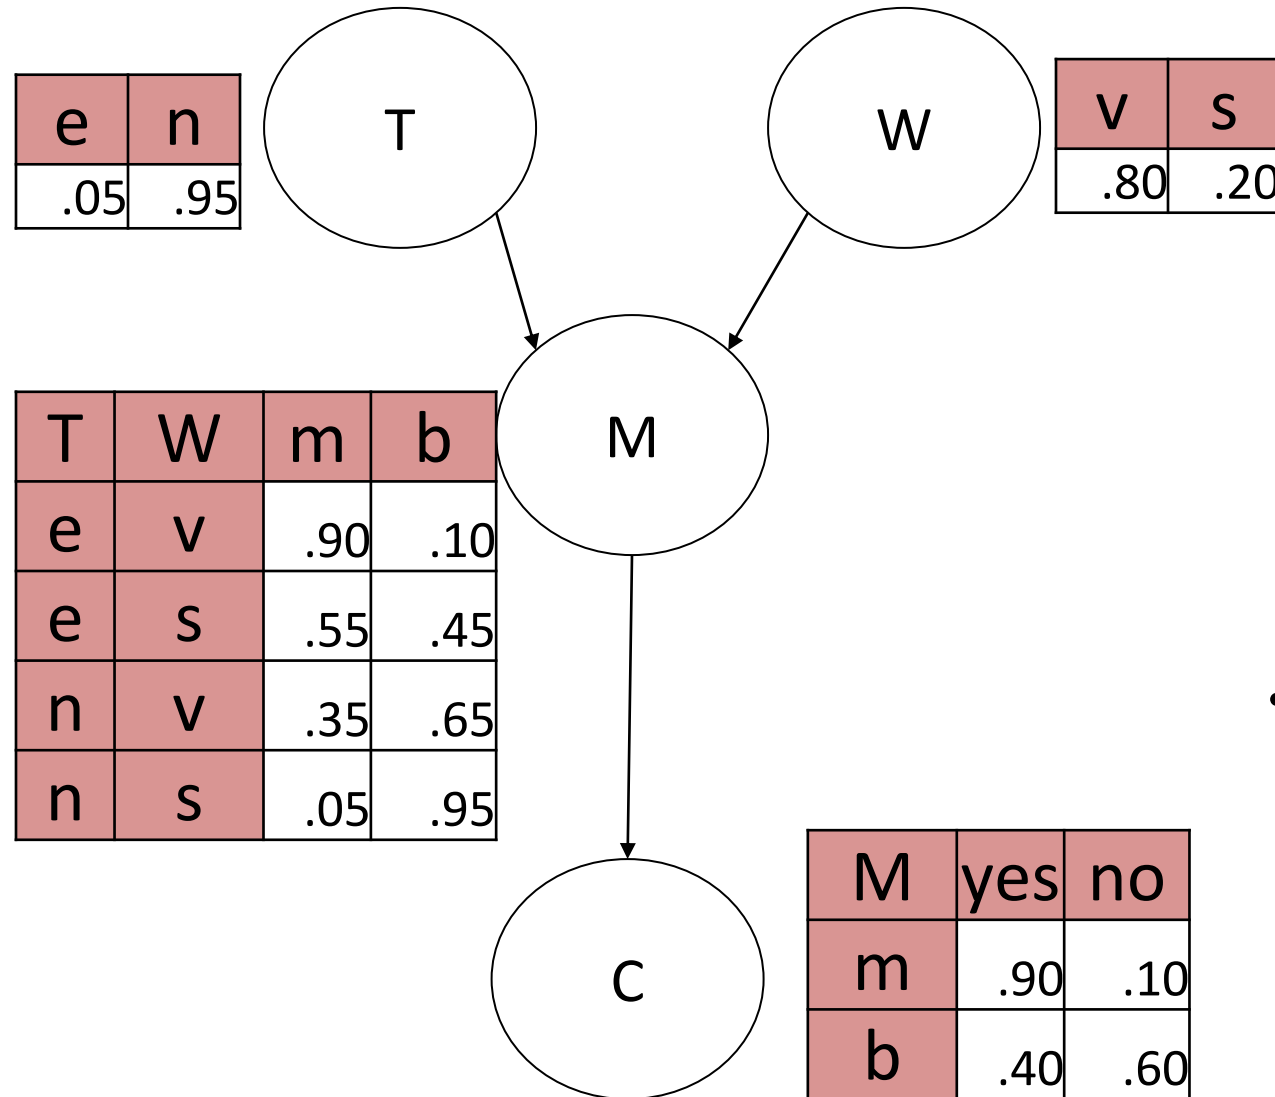 e n
.05 .95
T
W
v s
.80 .20
M
T W m b
e v .90 .10
e s .55 .45
n v .35 .65
n s .05 .95
C
M yes no
m .90 .10
b .40 .60